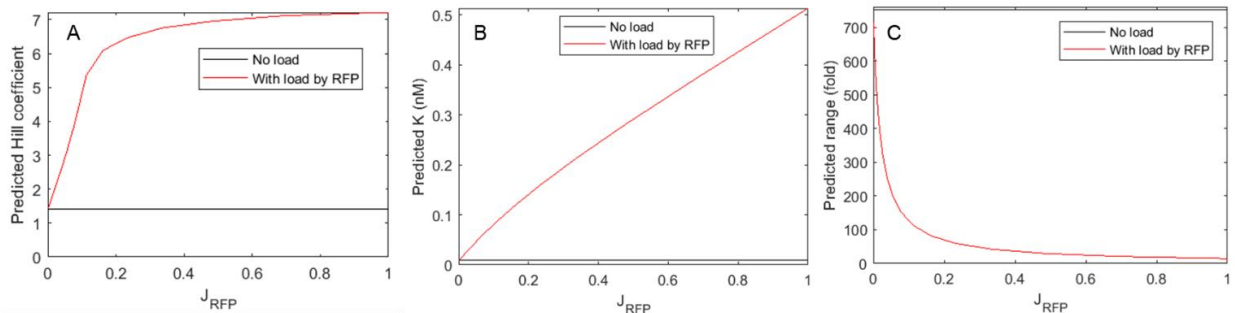 A
Predicted Hill coefficient
7
6
5
4
3
2
1
0
No load
With load by RFP
0 0.2 0.4 0.6 0.8 1
J_RFP
B
Predicted K (nM)
0.5
0.4
0.3
0.2
0.1
0
No load
With load by RFP
0 0.2 0.4 0.6 0.8 1
J_RFP
C
Predicted range (fold)
700
600
500
400
300
200
100
0
No load
With load by RFP
0 0.2 0.4 0.6 0.8 1
J_RFP